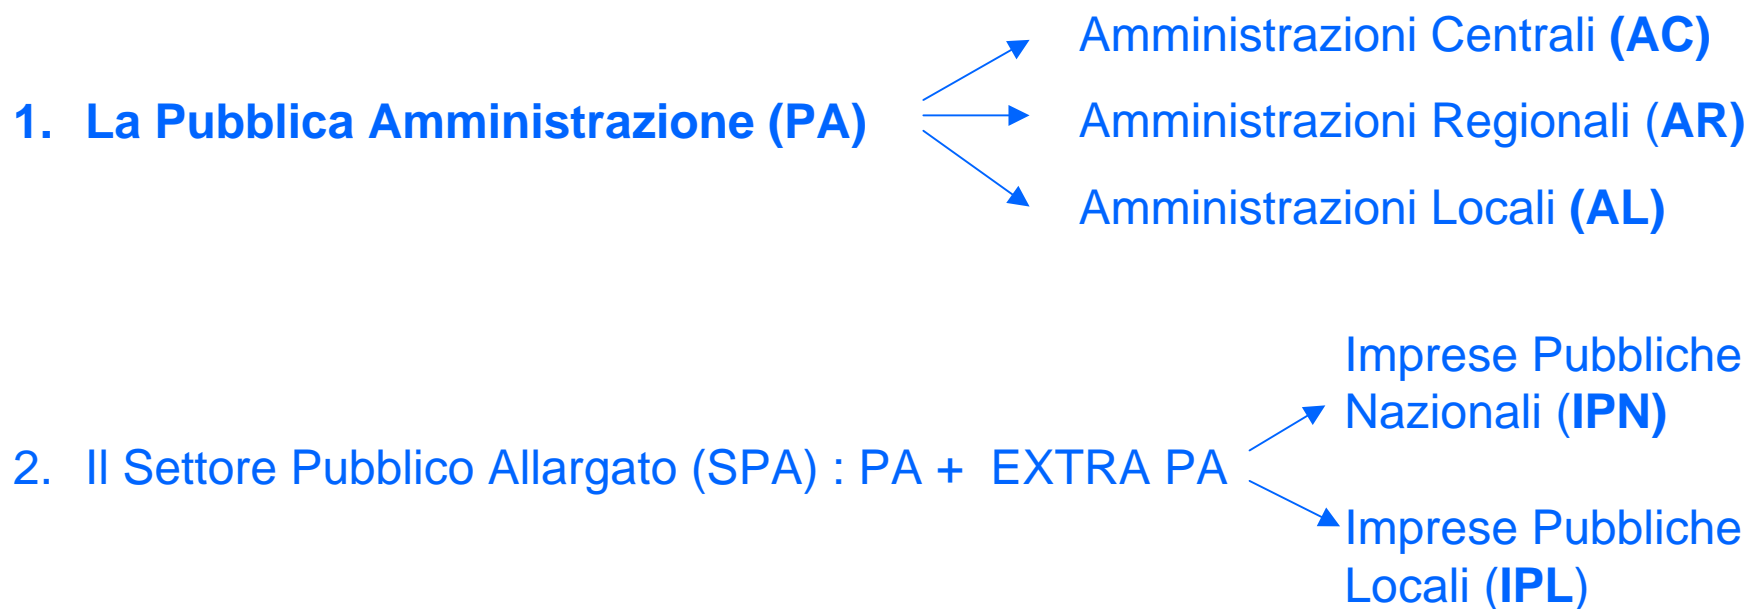 1. La Pubblica Amministrazione (PA)
Amministrazioni Centrali (AC)
Amministrazioni Regionali (AR)
Amministrazioni Locali (AL)
2. Il Settore Pubblico Allargato (SPA) : PA + EXTRA PA
Imprese Pubbliche
Nazionali (IPN)
Imprese Pubbliche
Locali (IPL)